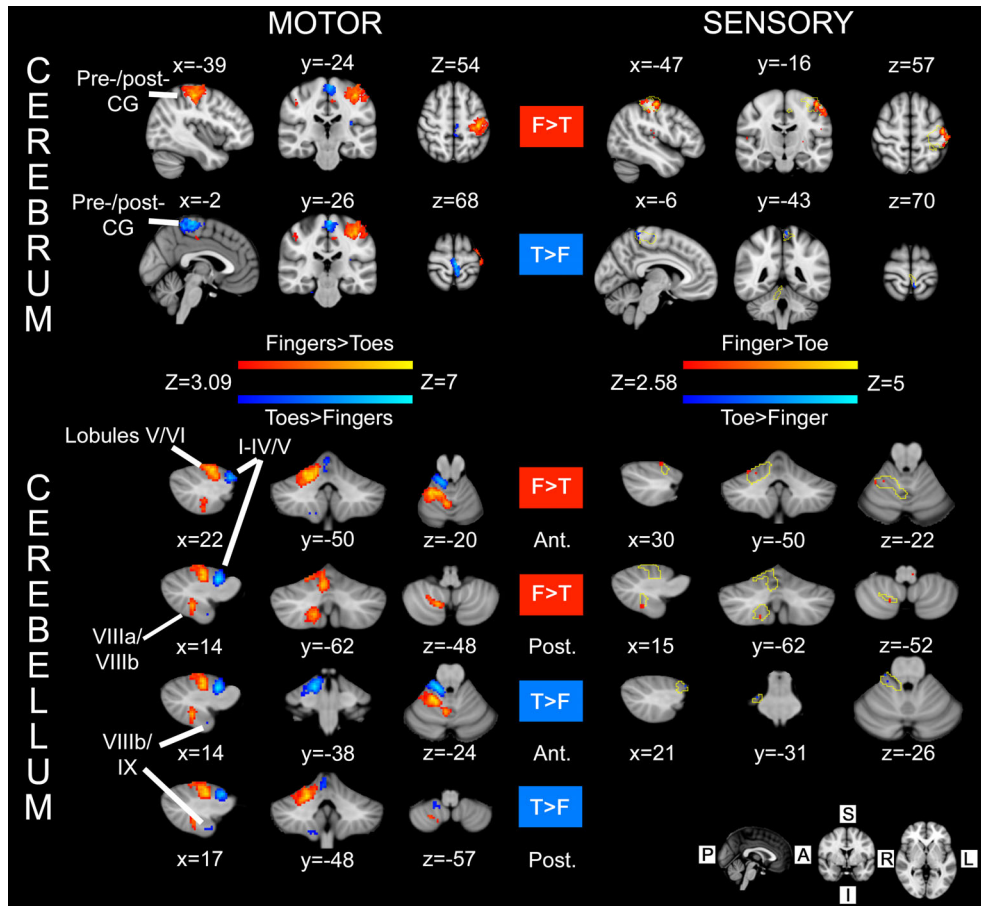 MOTOR SENSORY
CEREBRUM
x=-39 y=-24 Z=54 x=-47 y=-16 z=57
Pre-/post-
CG
F>T
x=-2 y=-26 z=68 x=-6 y=-43 z=70
Pre-/post-
CG
T>F
Fingers>Toes Finger>Toe
Z=3.09 Z=7 Z=2.58 Z=5
Toes>Fingers Toe>Finger
CEREBELLUM
Lobules V/VI I-IV/V
F>T
x=22 y=-50 z=-20 Ant. x=30 y=-50 z=-22
F>T
VIIIa/
VIIIb
x=14 y=-62 z=-48 Post. x=15 y=-62 z=-52
T>F
VIIIb/
IX
x=14 y=-38 z=-24 Ant. x=21 y=-31 z=-26
T>F
x=17 y=-48 z=-57 Post.
S
P A R L
I